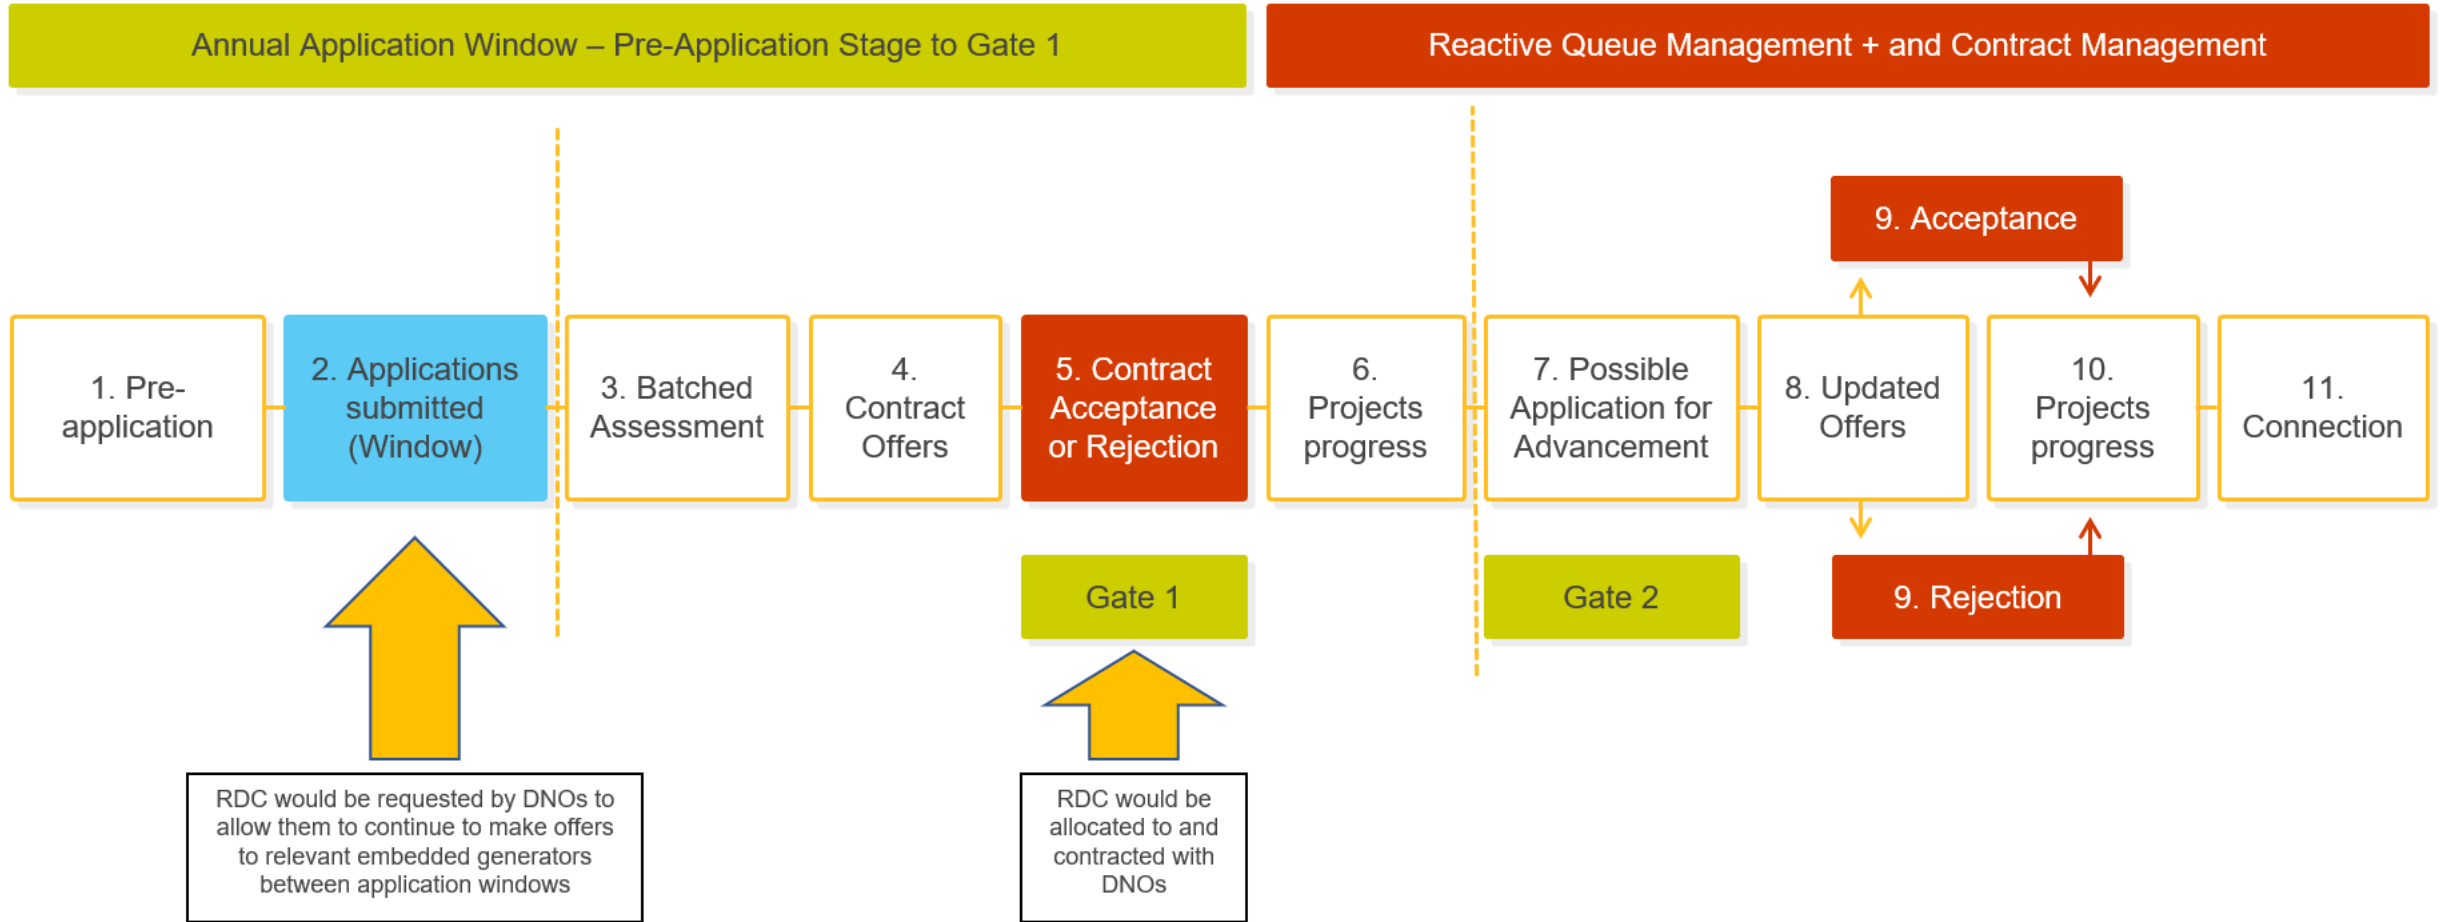 Annual Application Window – Pre-Application Stage to Gate 1
Reactive Queue Management + and Contract Management
9. Acceptance
1. Pre-
application
2. Applications
submitted
(Window)
3. Batched
Assessment
4.
Contract
Offers
5. Contract
Acceptance
or Rejection
6.
Projects
progress
7. Possible
Application for
Advancement
8. Updated
Offers
10.
Projects
progress
11.
Connection
Gate 1
Gate 2
9. Rejection
RDC would be requested by DNOs to
allow them to continue to make offers
to relevant embedded generators
between application windows
RDC would be
allocated to and
contracted with
DNOs